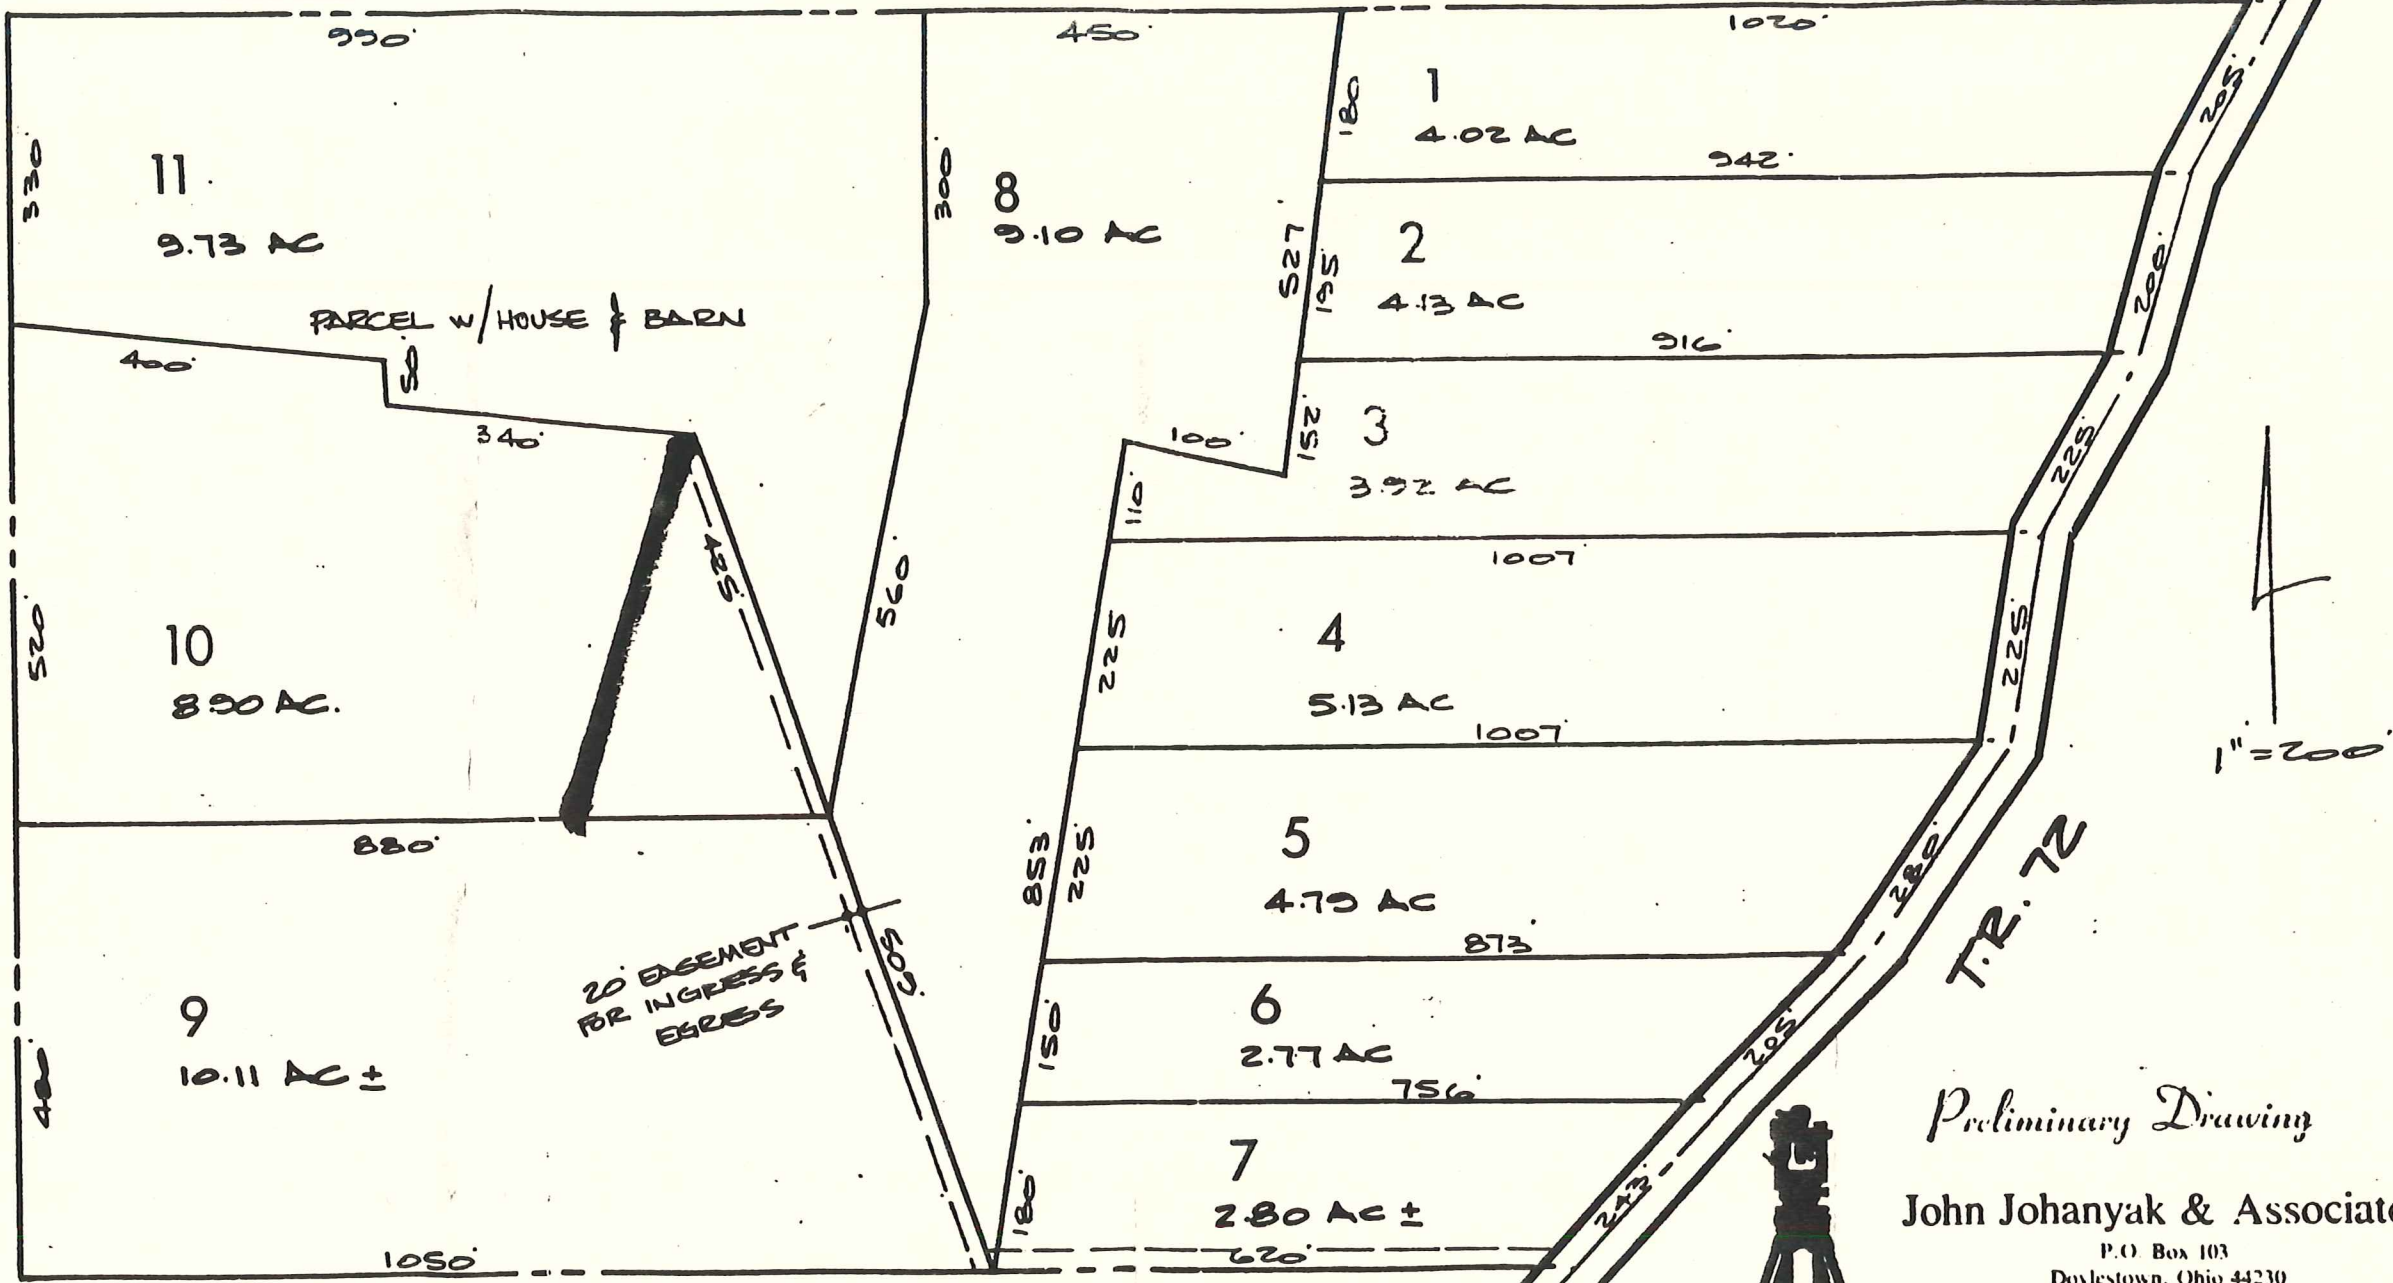 990'
450'
1020'
205'
330'
11
9.73 AC
300'
8
9.10 AC
180'
1
4.02 AC
942'
527
195'
2
4.13 AC
200'
916'
PARCEL W/HOUSE & BARN
400'
50'
340'
100'
152'
3
3.92 AC
225'
110'
1007'
425'
560'
520'
10
8.90 AC.
225
4
5.13 AC
225'
1007'
1"=200'
880'
853
225'
5
4.79 AC
280'
T.R. 72
873'
20' EASEMENT
FOR INGRESS &
EGRESS
505'
9
10.11 AC ±
480'
150'
6
2.77 AC
205'
756'
180'
7
2.80 AC ±
243'
1050'
620'
Preliminary Drawing
John Johanyak & Associate
P.O. Box 103
Doylestown, Ohio 44230